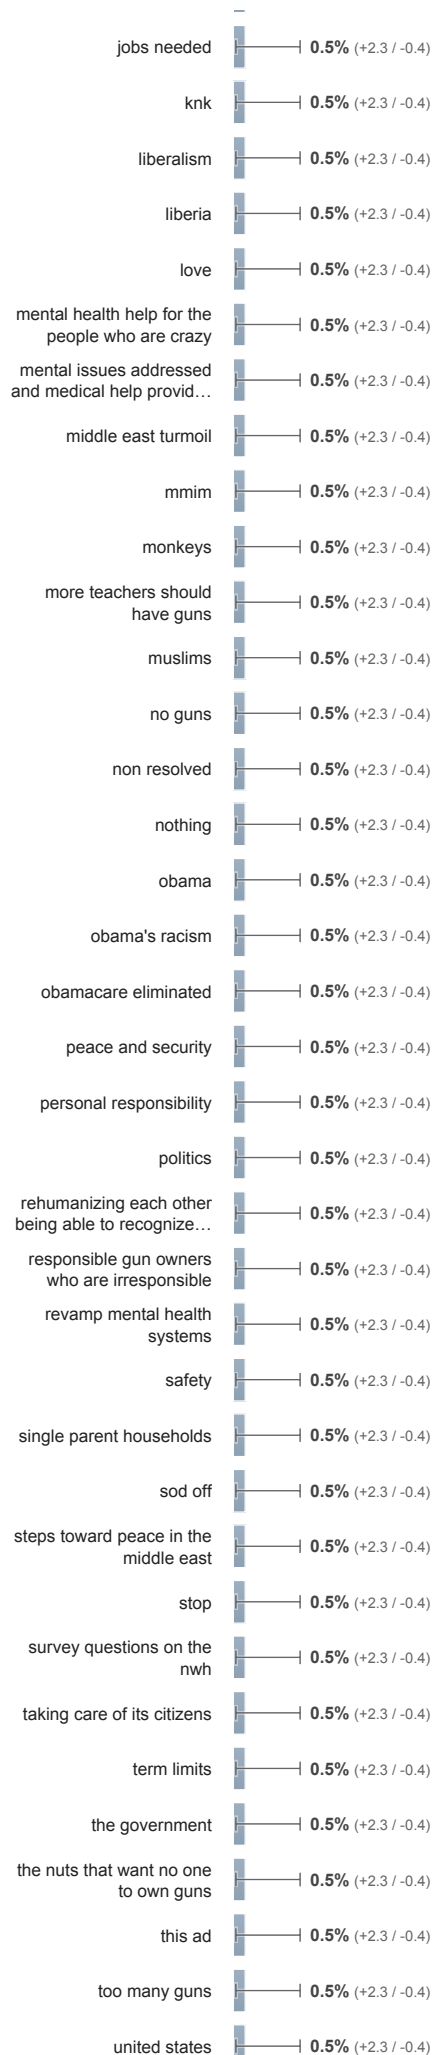 jobs needed 0.5% (+2.3 / -0.4)
knk 0.5% (+2.3 / -0.4)
liberalism 0.5% (+2.3 / -0.4)
liberia 0.5% (+2.3 / -0.4)
love 0.5% (+2.3 / -0.4)
mental health help for the
people who are crazy 0.5% (+2.3 / -0.4)
mental issues addressed
and medical help provid… 0.5% (+2.3 / -0.4)
middle east turmoil 0.5% (+2.3 / -0.4)
mmim 0.5% (+2.3 / -0.4)
monkeys 0.5% (+2.3 / -0.4)
more teachers should
have guns 0.5% (+2.3 / -0.4)
muslims 0.5% (+2.3 / -0.4)
no guns 0.5% (+2.3 / -0.4)
non resolved 0.5% (+2.3 / -0.4)
nothing 0.5% (+2.3 / -0.4)
obama 0.5% (+2.3 / -0.4)
obama's racism 0.5% (+2.3 / -0.4)
obamacare eliminated 0.5% (+2.3 / -0.4)
peace and security 0.5% (+2.3 / -0.4)
personal responsibility 0.5% (+2.3 / -0.4)
politics 0.5% (+2.3 / -0.4)
rehumanizing each other
being able to recognize… 0.5% (+2.3 / -0.4)
responsible gun owners
who are irresponsible 0.5% (+2.3 / -0.4)
revamp mental health
systems 0.5% (+2.3 / -0.4)
safety 0.5% (+2.3 / -0.4)
single parent households 0.5% (+2.3 / -0.4)
sod off 0.5% (+2.3 / -0.4)
steps toward peace in the
middle east 0.5% (+2.3 / -0.4)
stop 0.5% (+2.3 / -0.4)
survey questions on the
nwh 0.5% (+2.3 / -0.4)
taking care of its citizens 0.5% (+2.3 / -0.4)
term limits 0.5% (+2.3 / -0.4)
the government 0.5% (+2.3 / -0.4)
the nuts that want no one
to own guns 0.5% (+2.3 / -0.4)
this ad 0.5% (+2.3 / -0.4)
too many guns 0.5% (+2.3 / -0.4)
united states 0.5% (+2.3 / -0.4)